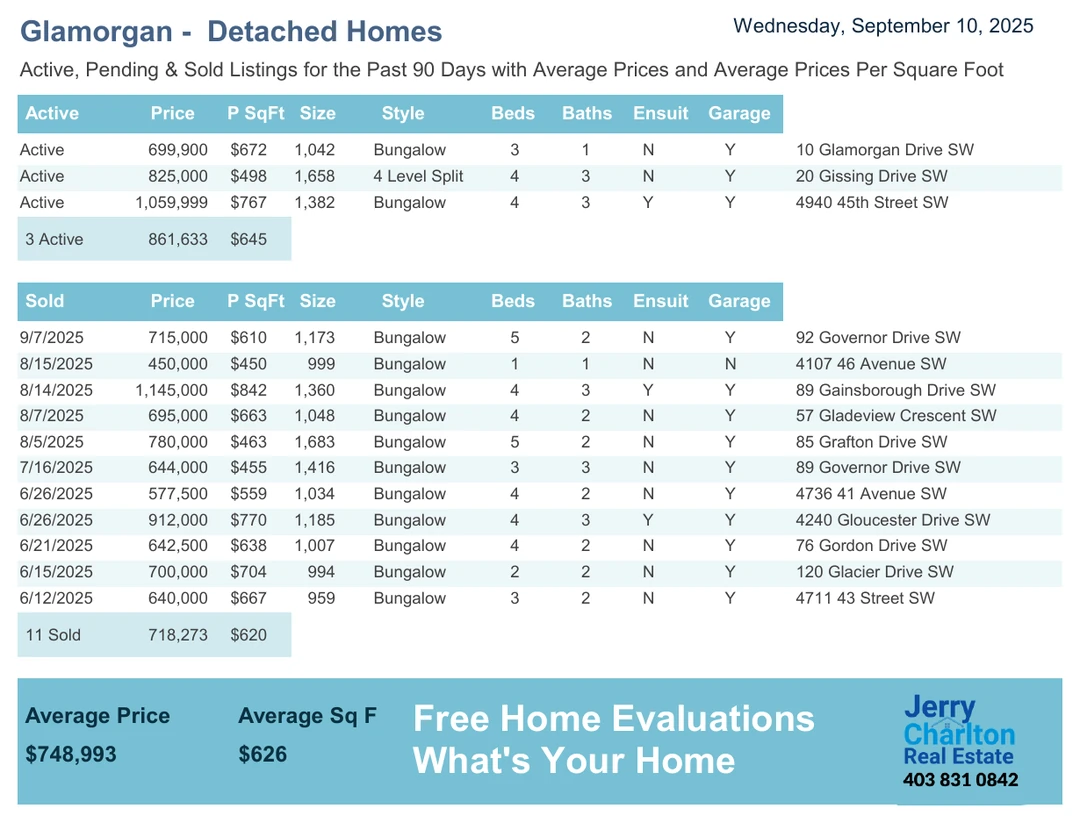 Glamorgan - Detached Homes
Wednesday, September 10, 2025
Active, Pending & Sold Listings for the Past 90 Days with Average Prices and Average Prices Per Square Foot
Active Price P SqFt Size Style Beds Baths Ensuit Garage
Active 699,900 $672 1,042 Bungalow 3 1 N Y 10 Glamorgan Drive SW
Active 825,000 $498 1,658 4 Level Split 4 3 N Y 20 Gissing Drive SW
Active 1,059,999 $767 1,382 Bungalow 4 3 Y Y 4940 45th Street SW
3 Active 861,633 $645
Sold Price P SqFt Size Style Beds Baths Ensuit Garage
9/7/2025 715,000 $610 1,173 Bungalow 5 2 N Y 92 Governor Drive SW
8/15/2025 450,000 $450 999 Bungalow 1 1 N N 4107 46 Avenue SW
8/14/2025 1,145,000 $842 1,360 Bungalow 4 3 Y Y 89 Gainsborough Drive SW
8/7/2025 695,000 $663 1,048 Bungalow 4 2 N Y 57 Gladeview Crescent SW
8/5/2025 780,000 $463 1,683 Bungalow 5 2 N Y 85 Grafton Drive SW
7/16/2025 644,000 $455 1,416 Bungalow 3 3 N Y 89 Governor Drive SW
6/26/2025 577,500 $559 1,034 Bungalow 4 2 N Y 4736 41 Avenue SW
6/26/2025 912,000 $770 1,185 Bungalow 4 3 Y Y 4240 Gloucester Drive SW
6/21/2025 642,500 $638 1,007 Bungalow 4 2 N Y 76 Gordon Drive SW
6/15/2025 700,000 $704 994 Bungalow 2 2 N Y 120 Glacier Drive SW
6/12/2025 640,000 $667 959 Bungalow 3 2 N Y 4711 43 Street SW
11 Sold 718,273 $620
Average Price Average Sq F
$748,993 $626
Free Home Evaluations
What's Your Home
Jerry
Charlton
Real Estate
403 831 0842